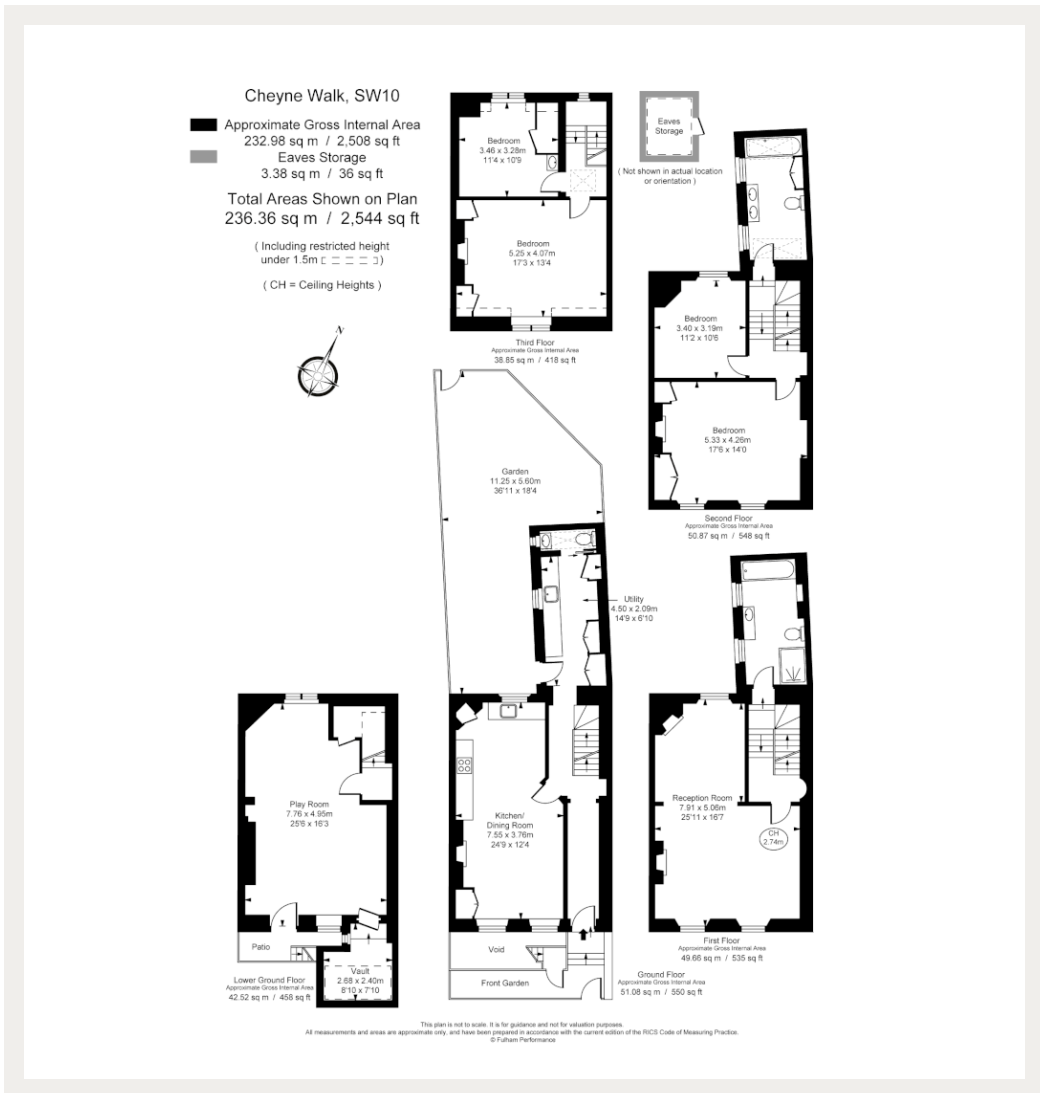 Cheyne Walk, SW10
Approximate Gross Internal Area
232.98 sq m / 2,508 sq ft
Eaves Storage
3.38 sq m / 36 sq ft
Total Areas Shown on Plan
236.36 sq m / 2,544 sq ft
( Including restricted height
under 1.5m )
( CH = Ceiling Heights )
N
Bedroom
3.46 x 3.28m
11'4 x 10'9
Bedroom
5.25 x 4.07m
17'3 x 13'4
Third Floor
Approximate Gross Internal Area
38.85 sq m / 418 sq ft
Eaves
Storage
( Not shown in actual location
or orientation )
Bedroom
3.40 x 3.19m
11'2 x 10'6
Bedroom
5.33 x 4.26m
17'6 x 14'0
Second Floor
Approximate Gross Internal Area
50.87 sq m / 548 sq ft
Garden
11.25 x 5.60m
36'11 x 18'4
Utility
4.50 x 2.09m
14'9 x 6'10
Kitchen/
Dining Room
7.55 x 3.76m
24'9 x 12'4
Void
Front Garden
Ground Floor
Approximate Gross Internal Area
51.08 sq m / 550 sq ft
Play Room
7.76 x 4.95m
25'6 x 16'3
Patio
Vault
2.68 x 2.40m
8'10 x 7'10
Lower Ground Floor
Approximate Gross Internal Area
42.52 sq m / 458 sq ft
Reception Room
7.91 x 5.06m
25'11 x 16'7
CH
2.74m
First Floor
Approximate Gross Internal Area
49.66 sq m / 535 sq ft
This plan is not to scale. It is for guidance and not for valuation purposes.
All measurements and areas are approximate only, and have been prepared in accordance with the current edition of the RICS Code of Measuring Practice.
© Fulham Performance